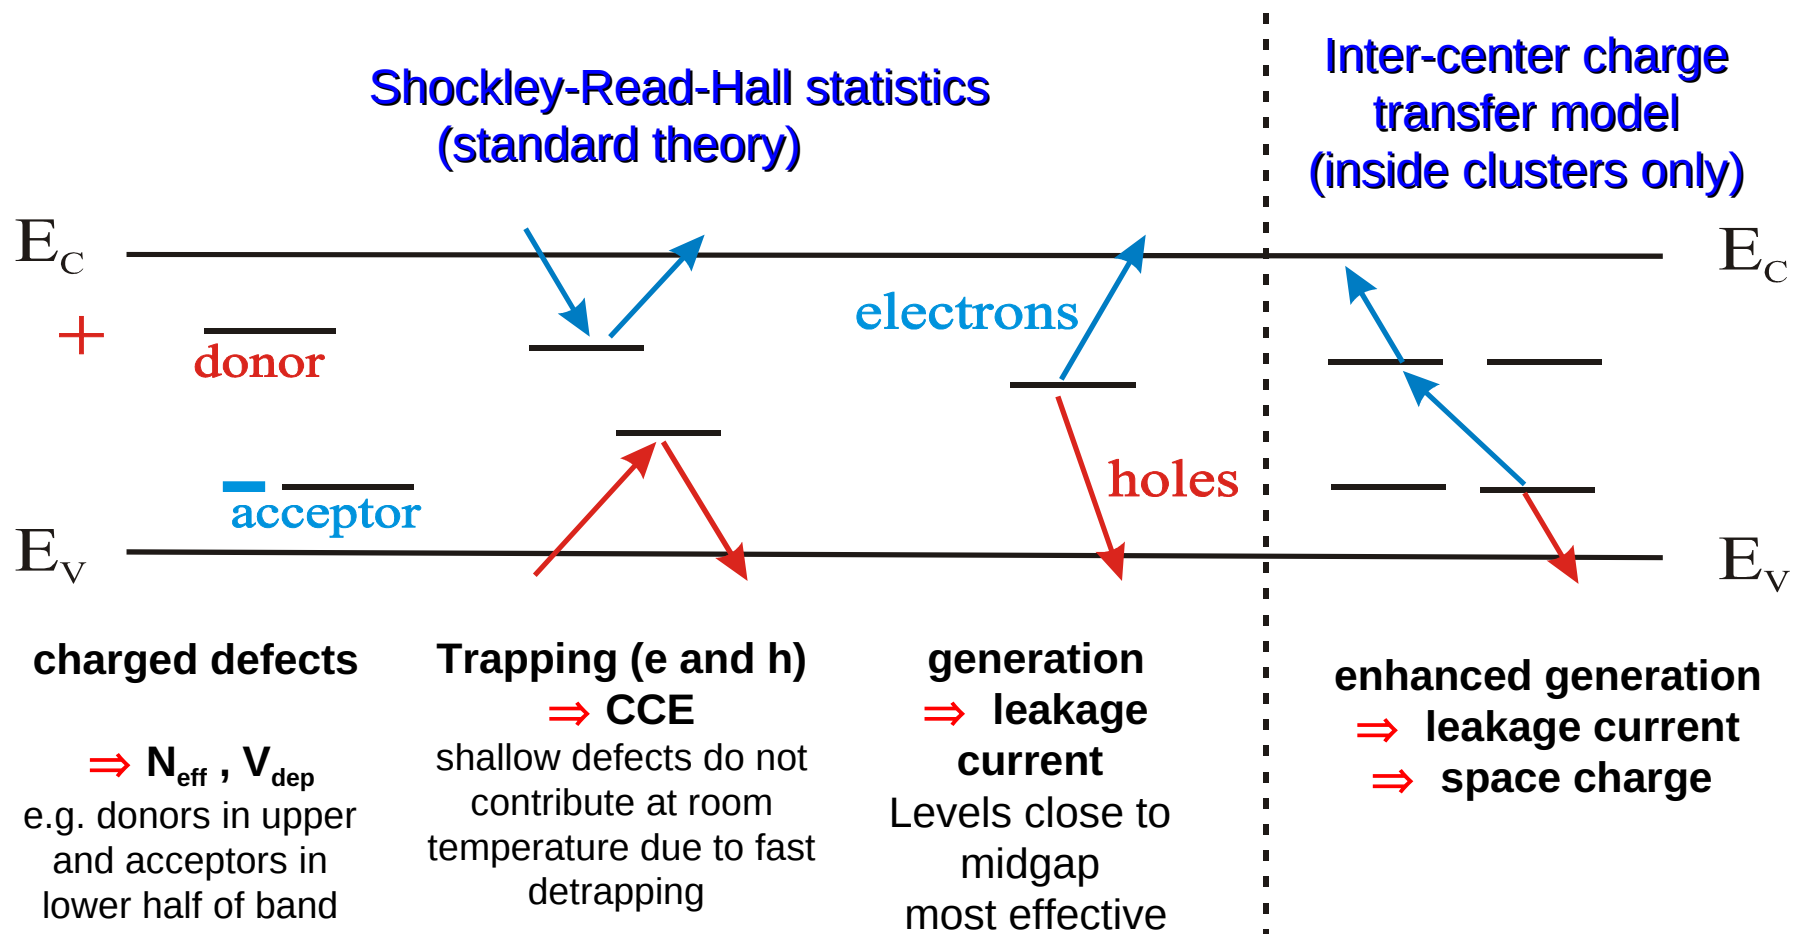 Shockley-Read-Hall statistics
(standard theory)
Inter-center charge
transfer model
(inside clusters only)
E_C
E_C
+
donor
electrons
acceptor
holes
E_V
E_V
charged defects
⇒ N_eff , V_dep
e.g. donors in upper
and acceptors in
lower half of band
Trapping (e and h)
⇒ CCE
shallow defects do not
contribute at room
temperature due to fast
detrapping
generation
⇒ leakage
current
Levels close to
midgap
most effective
enhanced generation
⇒ leakage current
⇒ space charge